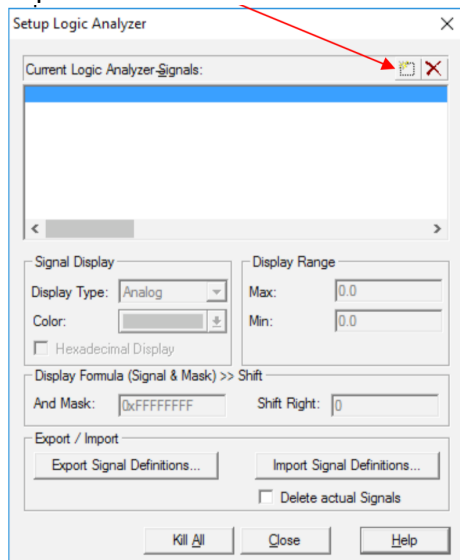 Setup Logic Analyzer
Current Logic Analyzer Signals:
Signal Display
Display Range
Display Type: Analog
Max: 0.0
Color:
Min: 0.0
Hexadecimal Display
Display Formula (Signal & Mask) >> Shift
And Mask: 0xFFFFFFFF
Shift Right: 0
Export / Import
Export Signal Definitions...
Import Signal Definitions...
Delete actual Signals
Kill All
Close
Help